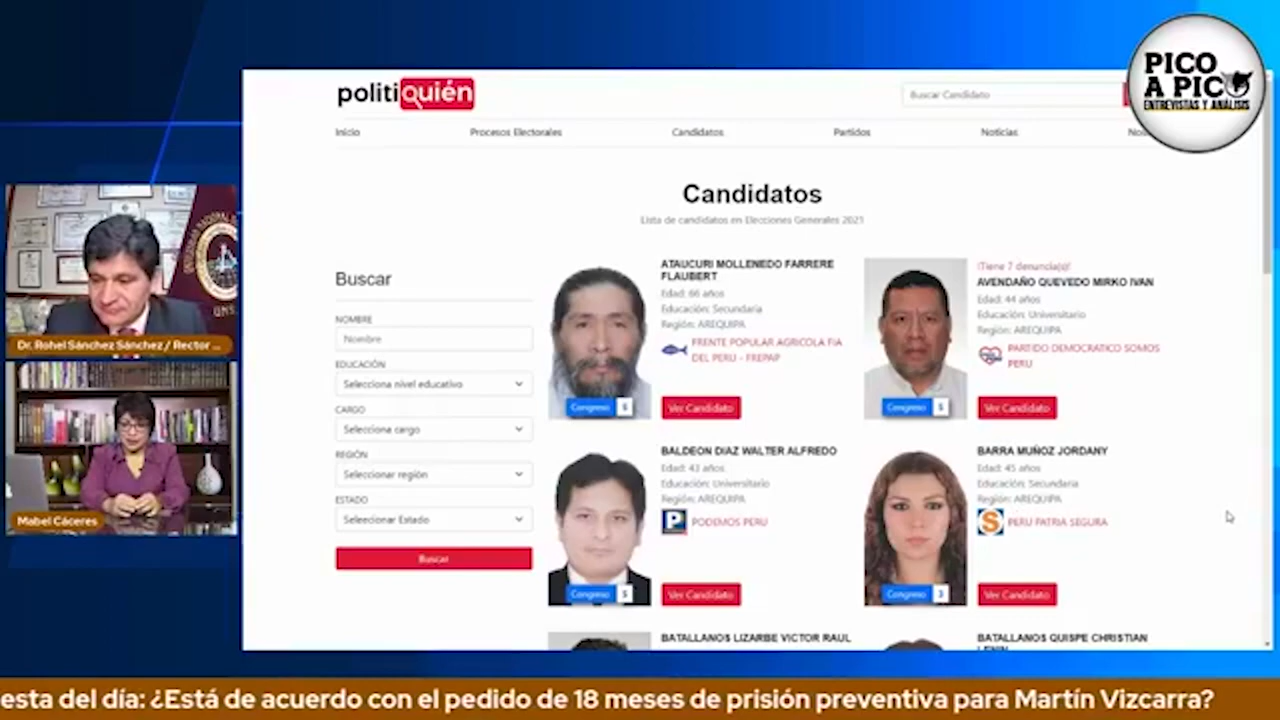 PICO
A PICO
ENTREVISTAS Y ANÁLISIS
politiquién
Buscar Candidato
Inicio
Procesos Electorales
Candidatos
Partidos
Noticias
Candidatos
Lista de candidatos en Elecciones Generales 2021
Buscar
NOMBRE
Nombre
EDUCACIÓN
Selecciona nivel educativo
CARGO
Selecciona cargo
REGIÓN
Seleccionar región
ESTADO
Seleecionar Estado
Buscar
ATAUCURI MOLLENEDO FARRERE
FLAUBERT
Edad: 66 años
Educación: Secundaria
Región: AREQUIPA
FRENTE POPULAR AGRICOLA FIA
DEL PERU - FREPAP
Congreso 6
Ver Candidato
¡Tiene 7 denuncia(s)!
AVENDAÑO QUEVEDO MIRKO IVAN
Edad: 44 años
Educación: Universitario
Región: AREQUIPA
PARTIDO DEMOCRATICO SOMOS
PERU
Congreso 5
Ver Candidato
BALDEON DIAZ WALTER ALFREDO
Edad: 43 años
Educación: Universitario
Región: AREQUIPA
P PODEMOS PERU
Congreso 5
Ver Candidato
BARRA MUÑOZ JORDANY
Edad: 45 años
Educación: Secundaria
Región: AREQUIPA
S PERU PATRIA SEGURA
Congreso 3
Ver Candidato
BATALLANOS LIZARBE VICTOR RAUL
BATALLANOS QUISPE CHRISTIAN
LENIN
Dr. Rohel Sánchez Sánchez / Rector ...
Mabel Cáceres
esta del día: ¿Está de acuerdo con el pedido de 18 meses de prisión preventiva para Martín Vizcarra?